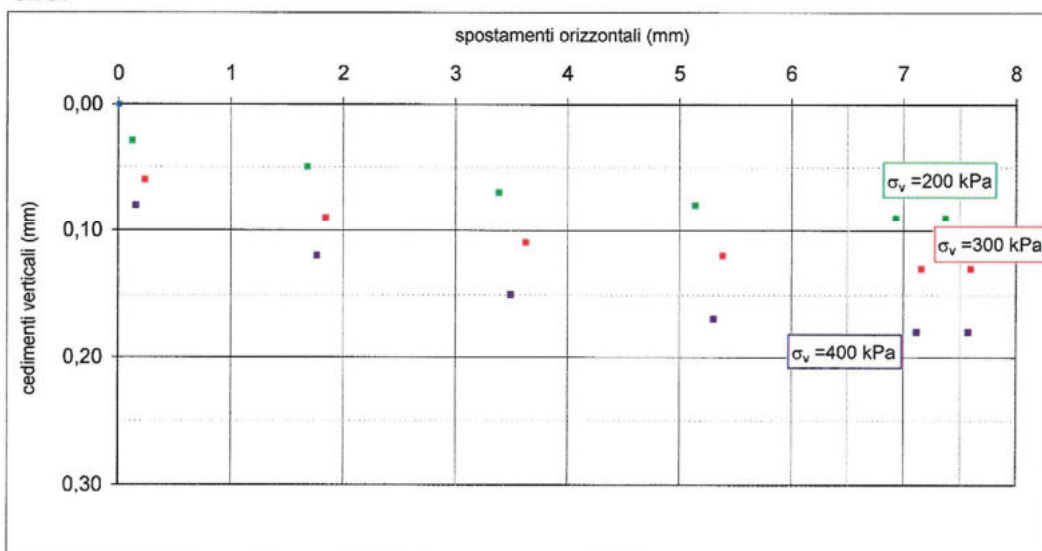 spostamenti orizzontali (mm)
0 1 2 3 4 5 6 7 8
cedimenti verticali (mm)
0,00
0,10
0,20
0,30
σv =200 kPa
σv =300 kPa
σv =400 kPa